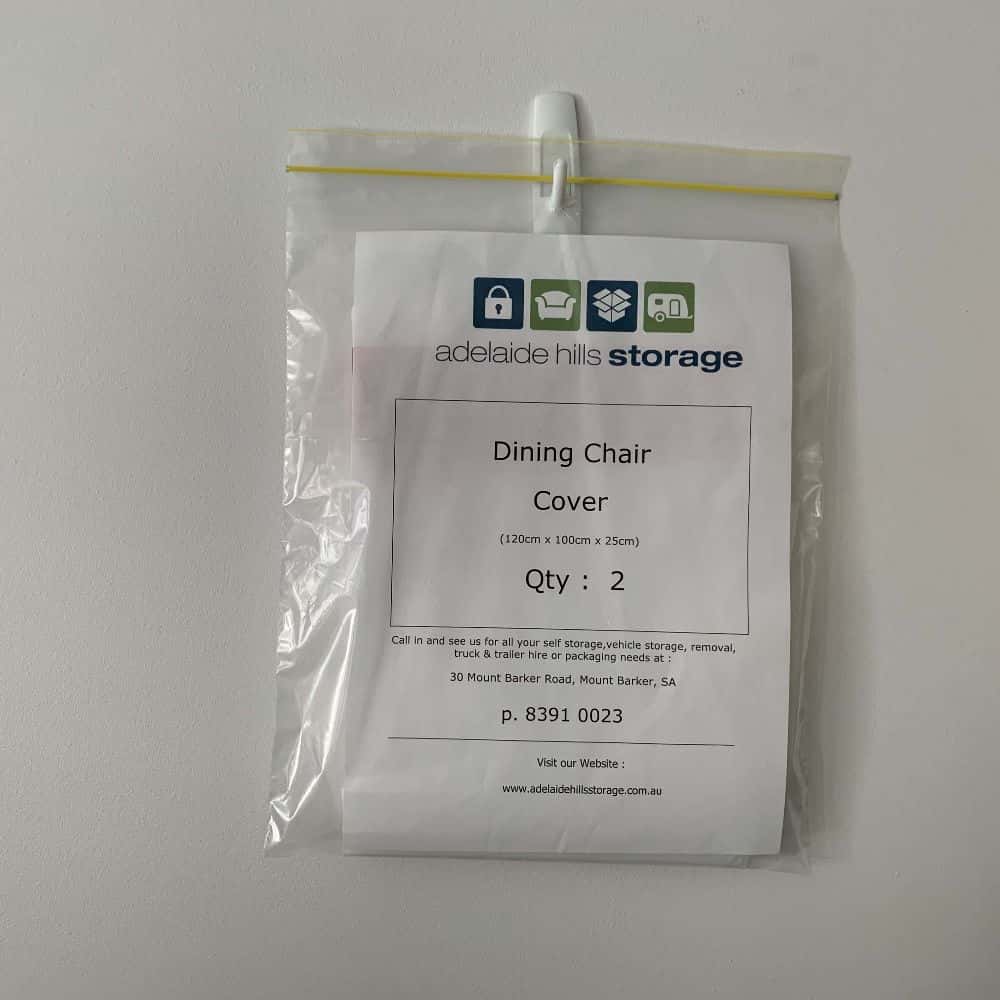 adelaide hills storage
Dining Chair
Cover
(120cm x 100cm x 25cm)
Qty : 2
Call in and see us for all your self storage,vehicle storage, removal,
truck & trailer hire or packaging needs at :
30 Mount Barker Road, Mount Barker, SA
p. 8391 0023
Visit our Website :
www.adelaidehillsstorage.com.au